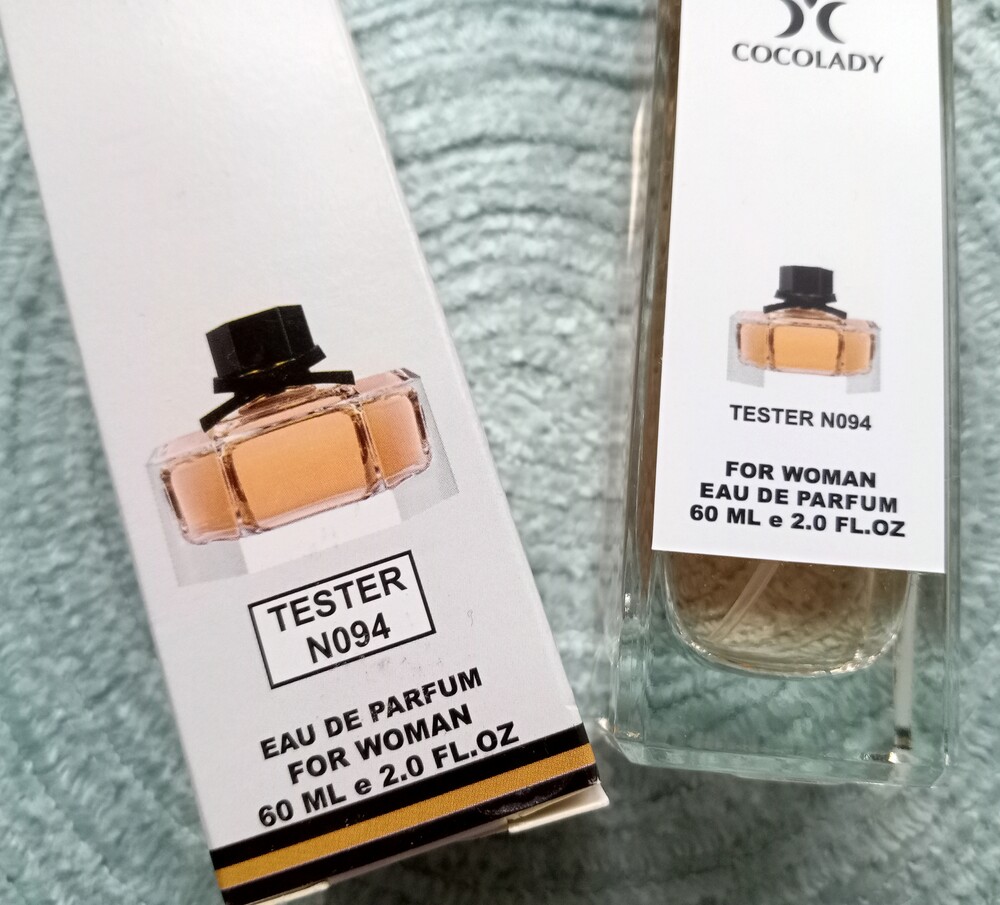 TESTER
N094
EAU DE PARFUM
FOR WOMAN
60 ML e 2.0 FL.OZ
COCOLADY
TESTER N094
FOR WOMAN
EAU DE PARFUM
60 ML e 2.0 FL.OZ